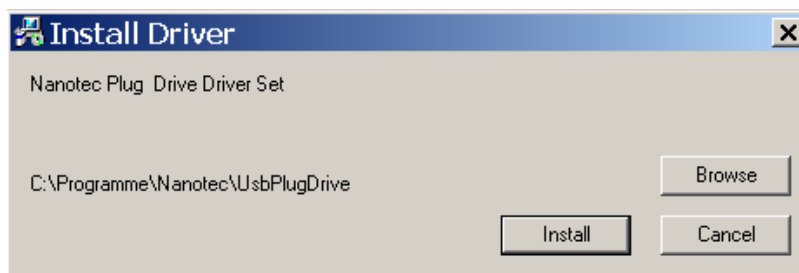 Install Driver
Nanotec Plug  Drive Driver Set
C:\Programme\Nanotec\UsbPlugDrive
Browse
Install
Cancel